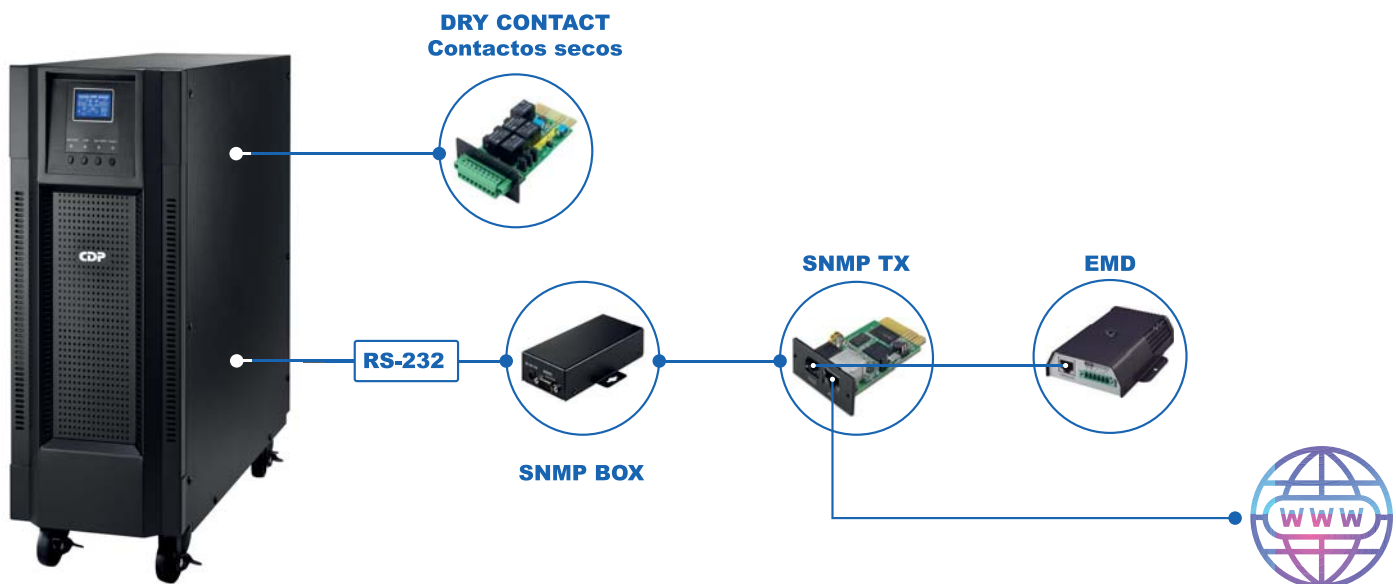 DRY CONTACT
Contactos secos
CDP
SNMP TX
EMD
RS-232
SNMP BOX
WWW